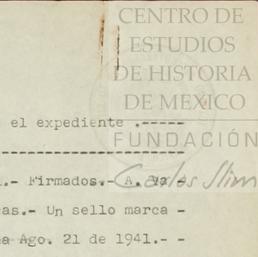 CENTRO DE
ESTUDIOS
DE HISTORIA
DE MEXICO
el expediente .-----
FUNDACIÓN
Carlos Slim
.- Firmados.- A.
as.- Un sello marca -
a Ago. 21 de 1941.- -